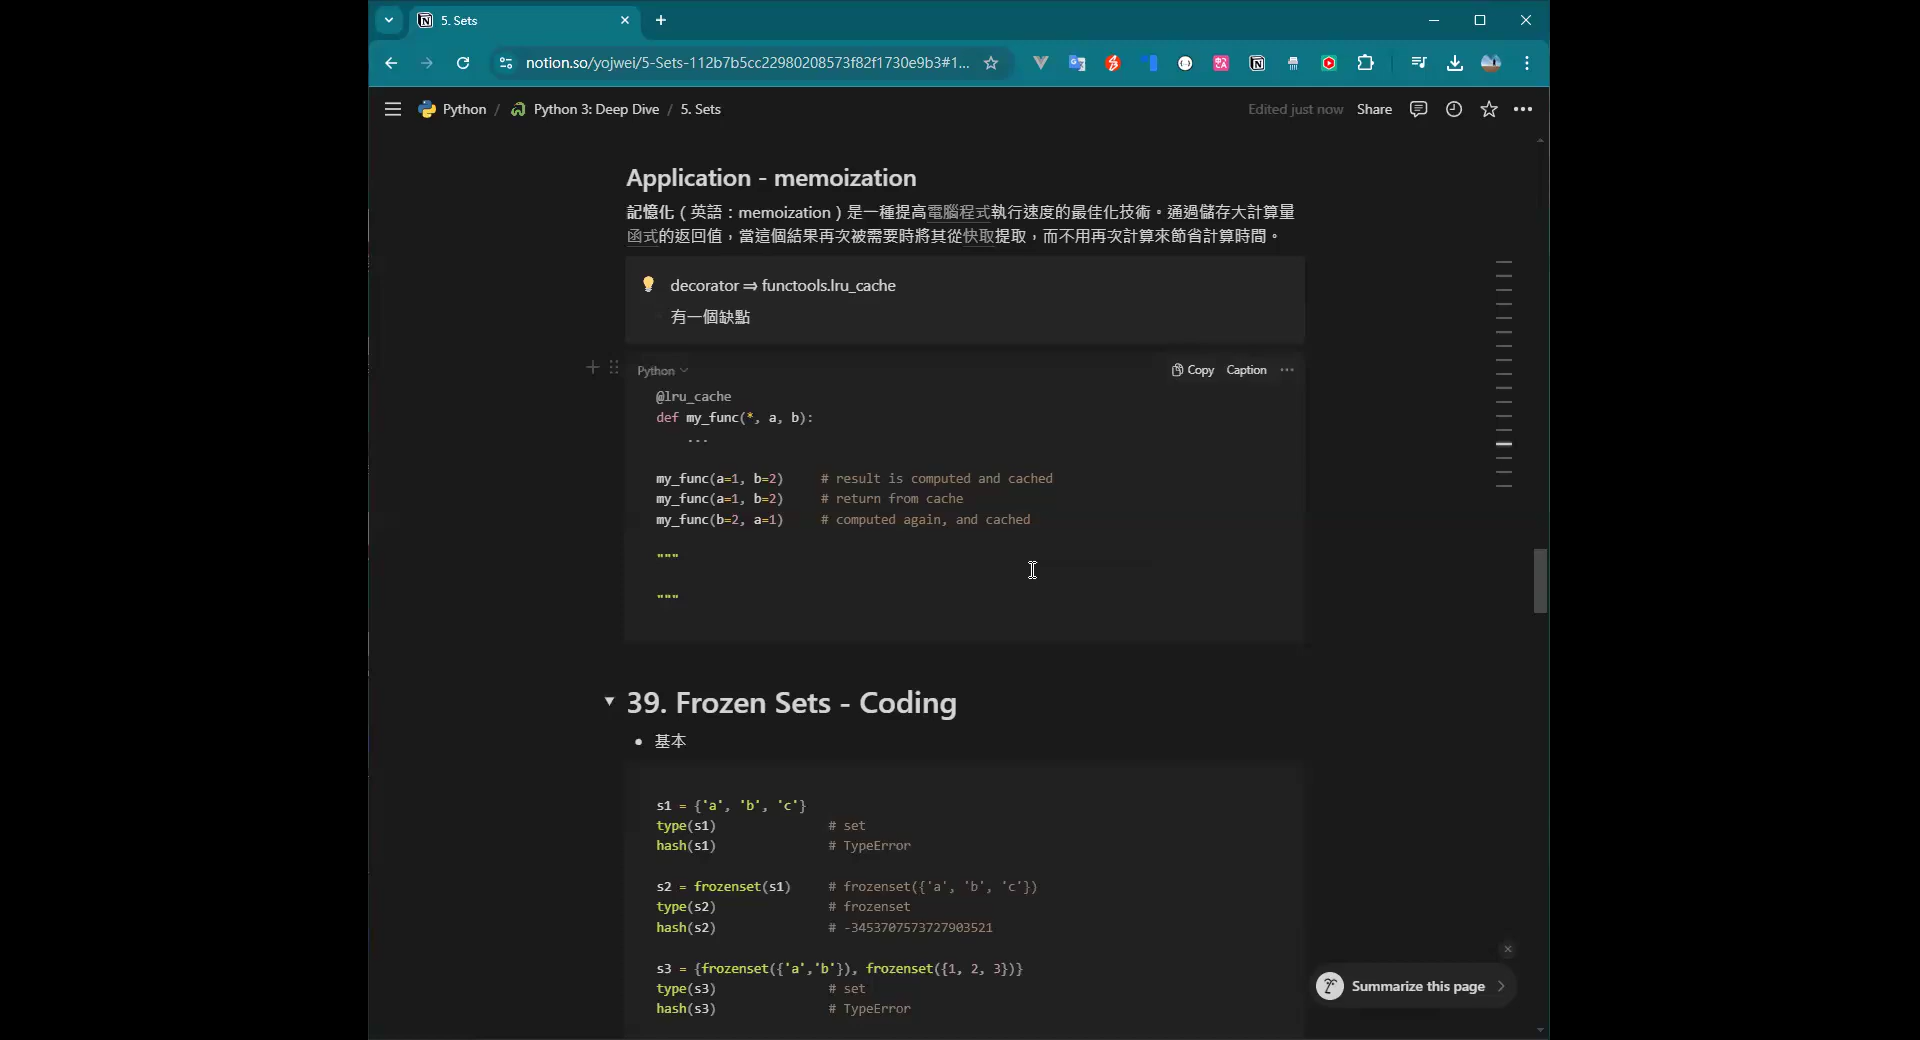 5. Sets
notion.so/yojwei/5-Sets-112b7b5cc22980208573f82f1730e9b3#1...
Python / Python 3: Deep Dive / 5. Sets
Edited just now Share
Application - memoization
記憶化（英語：memoization）是一種提高電腦程式執行速度的最佳化技術。通過儲存大計算量
函式的返回值，當這個結果再次被需要時將其從快取提取，而不用再次計算來節省計算時間。
decorator ⇒ functools.lru_cache
有一個缺點
Python
Copy Caption
@lru_cache
def my_func(*, a, b):
...
my_func(a=1, b=2) # result is computed and cached
my_func(a=1, b=2) # return from cache
my_func(b=2, a=1) # computed again, and cached
"""
"""
39. Frozen Sets - Coding
• 基本
s1 = {'a', 'b', 'c'}
type(s1) # set
hash(s1) # TypeError
s2 = frozenset(s1) # frozenset({'a', 'b', 'c'})
type(s2) # frozenset
hash(s2) # -3453707573727903521
s3 = {frozenset({'a','b'}), frozenset({1, 2, 3})}
type(s3) # set
hash(s3) # TypeError
Summarize this page